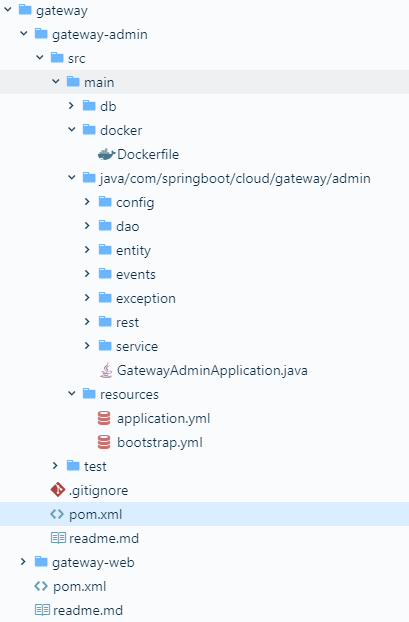 gateway
gateway-admin
src
main
db
docker
Dockerfile
java/com/springboot/cloud/gateway/admin
config
dao
entity
events
exception
rest
service
GatewayAdminApplication.java
resources
application.yml
bootstrap.yml
test
.gitignore
pom.xml
readme.md
gateway-web
pom.xml
readme.md